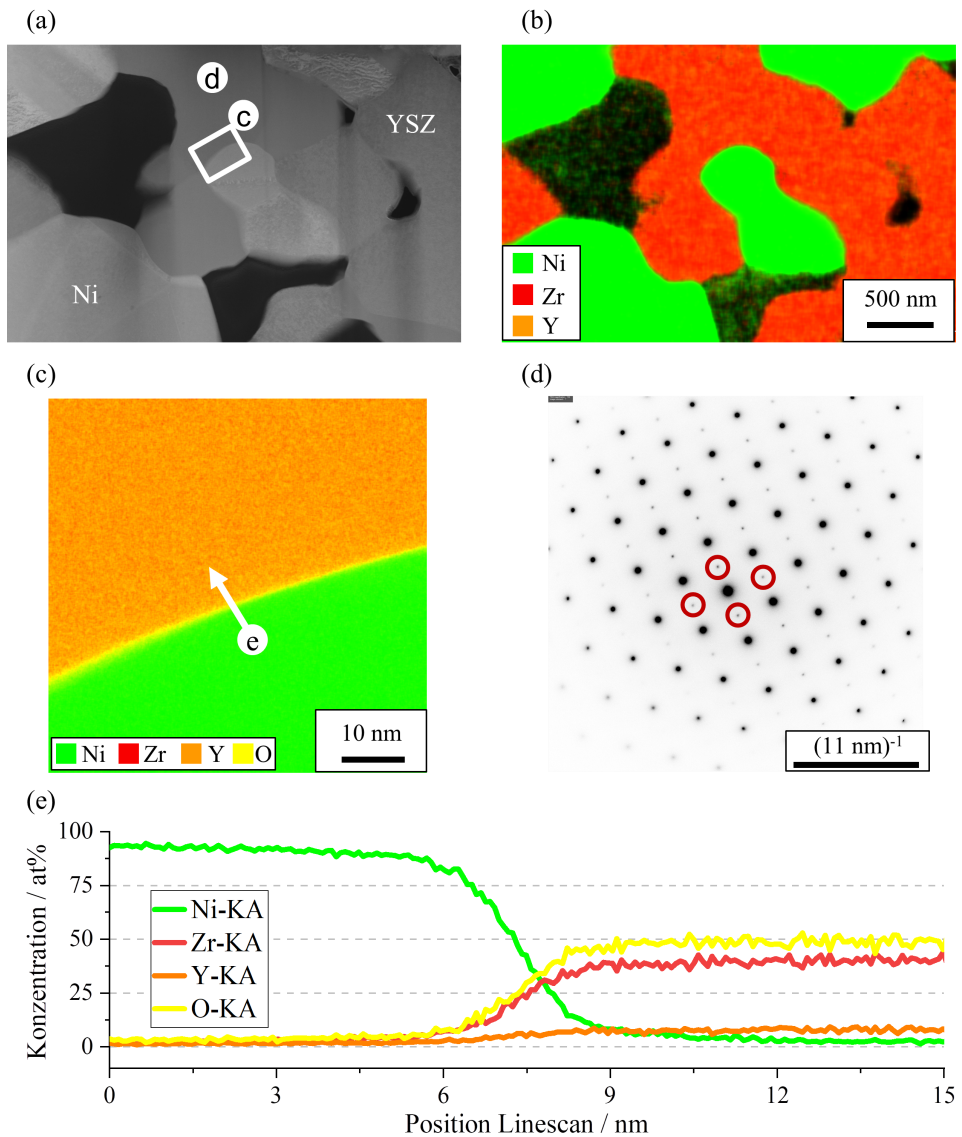 (a)
(b)
d
c
YSZ
Ni
Ni
Zr
Y
500 nm
(c)
(d)
e
10 nm
Ni Zr Y O
(11 nm)-1
(e)
Konzentration / at%
100
75
50
25
0
Ni-KA
Zr-KA
Y-KA
O-KA
0 3 6 9 12 15
Position Linescan / nm